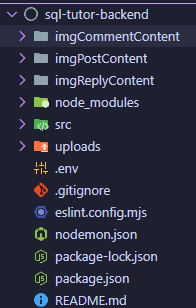 sql-tutor-backend
imgCommentContent
imgPostContent
imgReplyContent
node_modules
src
uploads
.env
.gitignore
eslint.config.mjs
nodemon.json
package-lock.json
package.json
README.md